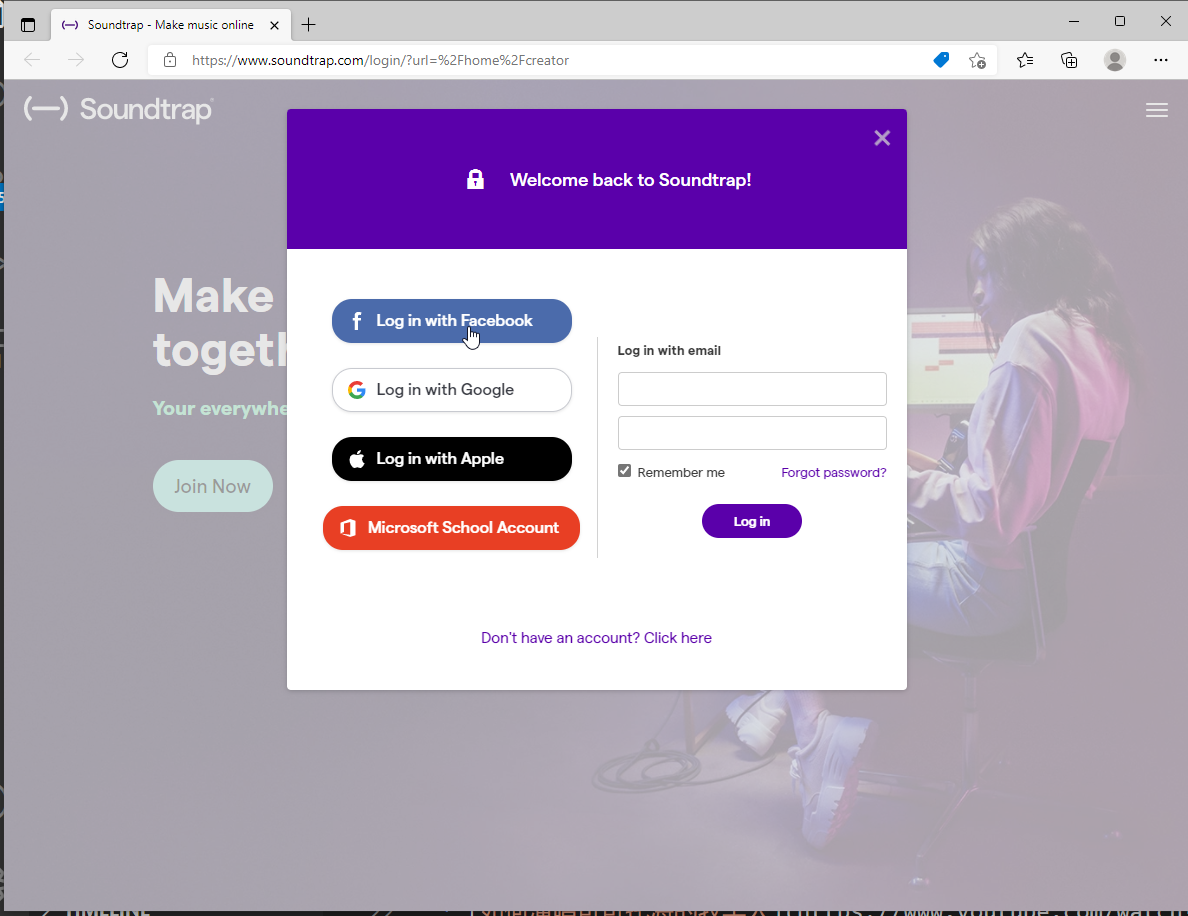 Soundtrap - Make music online
https://www.soundtrap.com/login/?url=%2Fhome%2Fcreator
Soundtrap
Welcome back to Soundtrap!
Make
togeth
Your everywhe
Join Now
Log in with Facebook
Log in with Google
Log in with Apple
Microsoft School Account
Log in with email
Remember me
Forgot password?
Log in
Don't have an account? Click here
TIMELINE